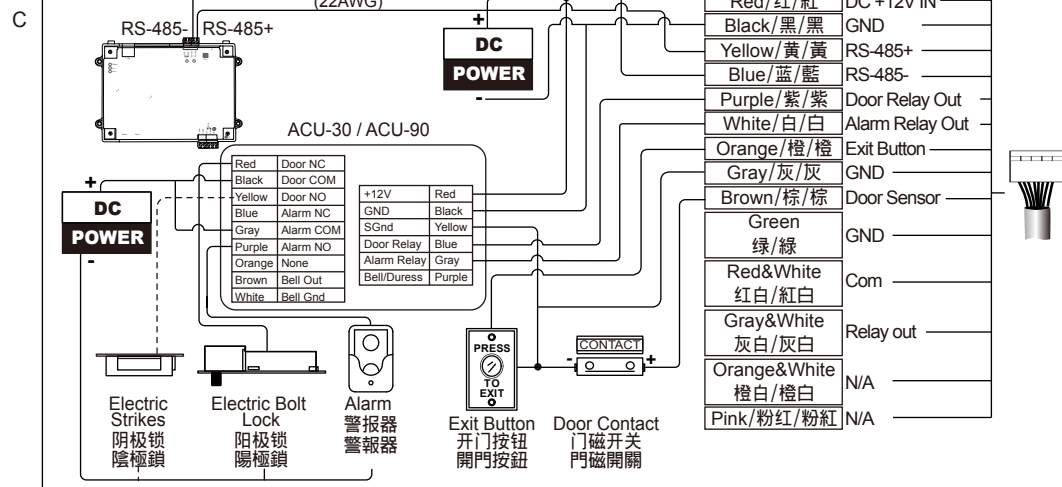 C
RS-485- RS-485+
(22AWG)
+
DC
POWER
-
Red/红/紅 DC +12V IN
Black/黑/黑 GND
Yellow/黄/黃 RS-485+
Blue/蓝/藍 RS-485-
Purple/紫/紫 Door Relay Out
White/白/白 Alarm Relay Out
Orange/橙/橙 Exit Button
Gray/灰/灰 GND
Brown/棕/棕 Door Sensor
Green
绿/綠
GND
Red&White
红白/紅白
Com
Gray&White
灰白/灰白
Relay out
Orange&White
橙白/橙白
N/A
Pink/粉红/粉紅 N/A
ACU-30 / ACU-90
Red Door NC
Black Door COM
Yellow Door NO
Blue Alarm NC
Gray Alarm COM
Purple Alarm NO
Orange None
Brown Bell Out
White Bell Gnd
+12V Red
GND Black
SGnd Yellow
Door Relay Blue
Alarm Relay Gray
Bell/Duress Purple
+
DC
POWER
-
PRESS
TO
EXIT
CONTACT
- +
Electric
Strikes
阴极锁
陰極鎖
Electric Bolt
Lock
阳极锁
陽極鎖
Alarm
警报器
警報器
Exit Button
开门按钮
開門按鈕
Door Contact
门磁开关
門磁開關